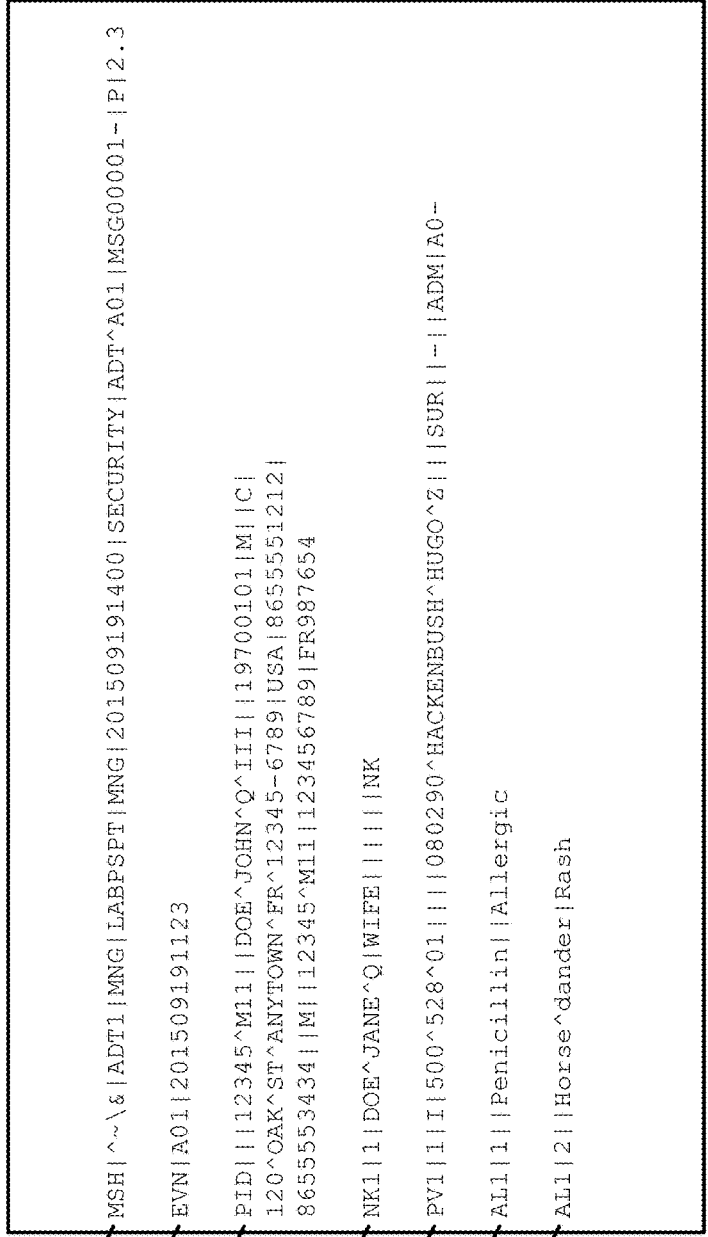 MSH|^~\&|ADT1|MNG|LABPSPT|MNG|201509191400|SECURITY|ADT^A01|MSG00001-|P|2.3
EVN|A01|201509191123
PID|||12345^M11||DOE^JOHN^Q^III||19700101|M||C|
120^OAK^ST^ANYTOWN^FR^12345-6789|USA|8655551212|
8655553434||M||12345^M11||123456789|FR987654
NK1|1|DOE^JANE^Q|WIFE||||||NK
PV1|1|I|500^528^01||||080290^HACKENBUSH^HUGO^Z|||SUR||-||ADM|A0-
AL1|1||Penicillin||Allergic
AL1|2||Horse^dander|Rash